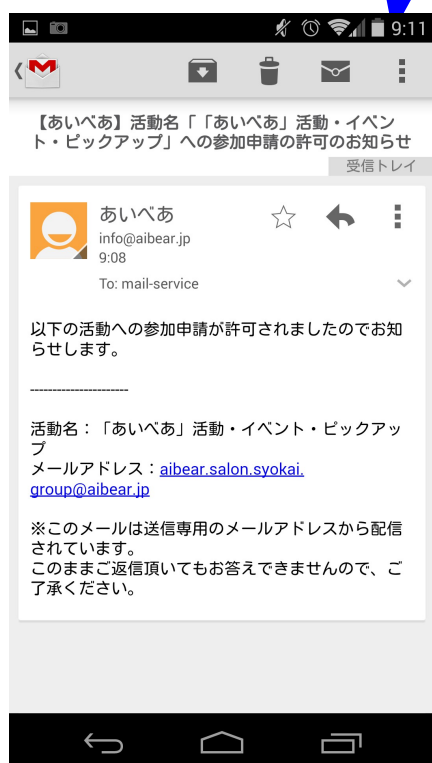 9:11
【あいべあ】活動名「「あいべあ」活動・イベン
ト・ピックアップ」への参加申請の許可のお知らせ
受信トレイ
あいべあ
info@aibear.jp
9:08
To: mail-service
以下の活動への参加申請が許可されましたのでお知
らせします。
----------------------
活動名：「あいべあ」活動・イベント・ピックアッ
プ
メールアドレス：aibear.salon.syokai.
group@aibear.jp
※このメールは送信専用のメールアドレスから配信
されています。
このままご返信頂いてもお答えできませんので、ご
了承ください。